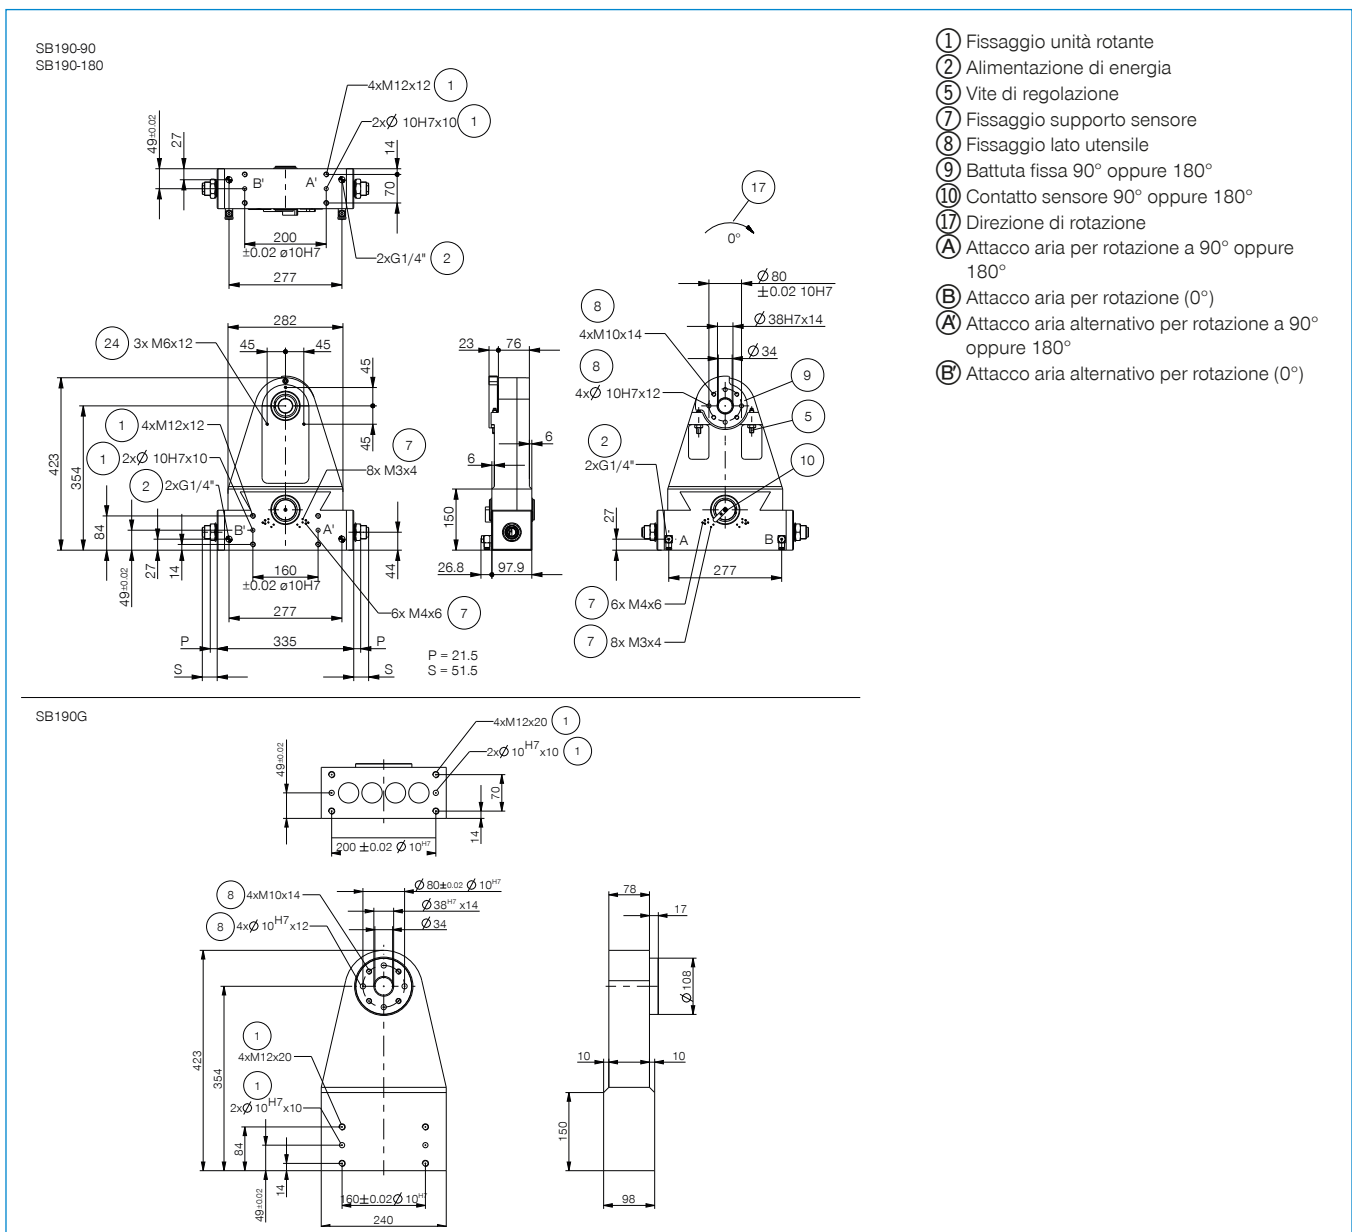 SB190-90
SB190-180
4xM12x12 1
2xØ 10H7x10 1
49±0.02
27
14
70
B' A'
200
±0.02 ø10H7
277
2xG1/4" 2
17
0°
282
24 3x M6x12
45 45
45
45
423
354
1 4xM12x12
1 2xØ 10H7x10
2 2xG1/4"
7
8x M3x4
B' A'
84
49±0.02
27
14
44
160
±0.02 ø10H7
277
6x M4x6 7
P 335 P
S S
P = 21.5
S = 51.5
23 76
6
6
150
26.8 97.9
Ø 80
±0.02 10H7
8
4xM10x14
Ø 38H7x14
8
Ø 34
4xØ 10H7x12
9
5
2
2xG1/4"
10
27
A B
277
7 6x M4x6
7 8x M3x4
SB190G
4xM12x20 1
2xØ 10H7x10 1
49±0.02
70
14
200 ±0.02 Ø 10H7
8 4xM10x14
8 4xØ 10H7x12
Ø 80±0.02 Ø 10H7
Ø 38H7 x14
Ø 34
423
354
1
4xM12x20
1
2xØ 10H7x10
84
49±0.02
14
160±0.02 Ø 10H7
240
78
17
Ø 108
10 10
150
98
1 Fissaggio unità rotante
2 Alimentazione di energia
5 Vite di regolazione
7 Fissaggio supporto sensore
8 Fissaggio lato utensile
9 Battuta fissa 90° oppure 180°
10 Contatto sensore 90° oppure 180°
17 Direzione di rotazione
A Attacco aria per rotazione a 90° oppure
180°
B Attacco aria per rotazione (0°)
A' Attacco aria alternativo per rotazione a 90°
oppure 180°
B' Attacco aria alternativo per rotazione (0°)